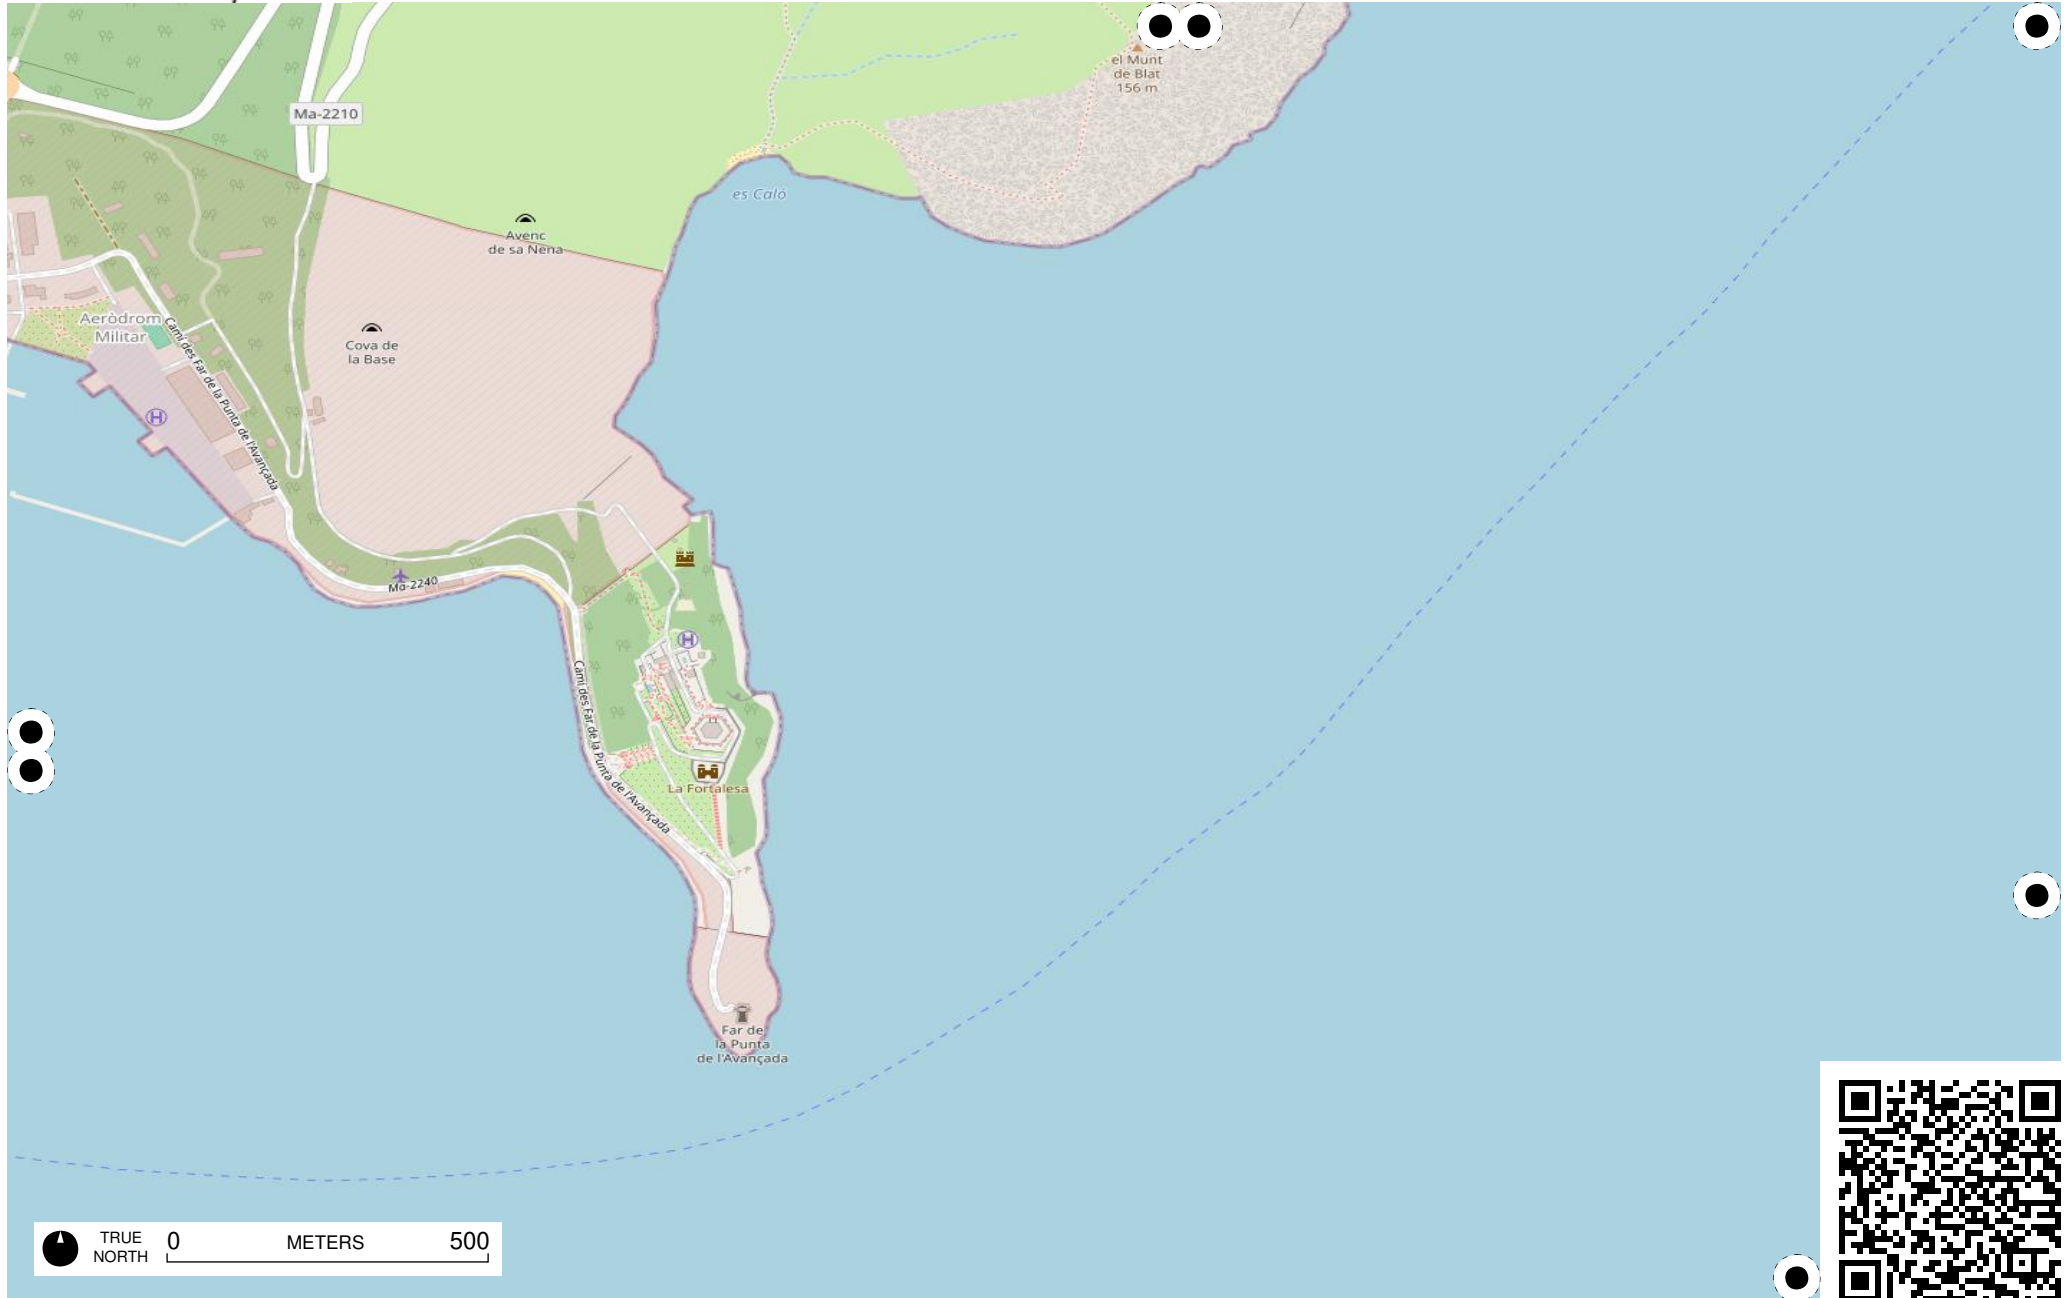 el Munt
de Blat
156 m
Ma-2210
es Caló
Avenc
de sa Nena
Aeròdrom
Militar
Camí des Far de la Punta de l'Avançada
Cova de
la Base
H
Ma-2240
H
Camí des Far de la Punta de l'Avançada
La Fortalesa
Far de
la Punta
de l'Avançada
TRUE
NORTH
0 METERS 500